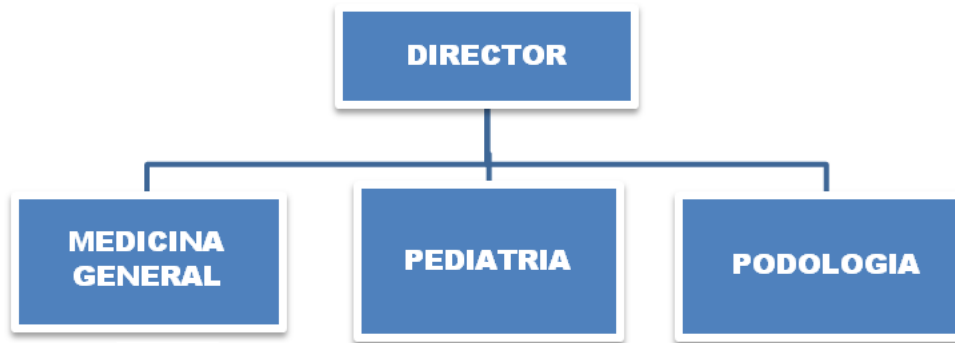 DIRECTOR
MEDICINA
GENERAL
PEDIATRIA
PODOLOGIA